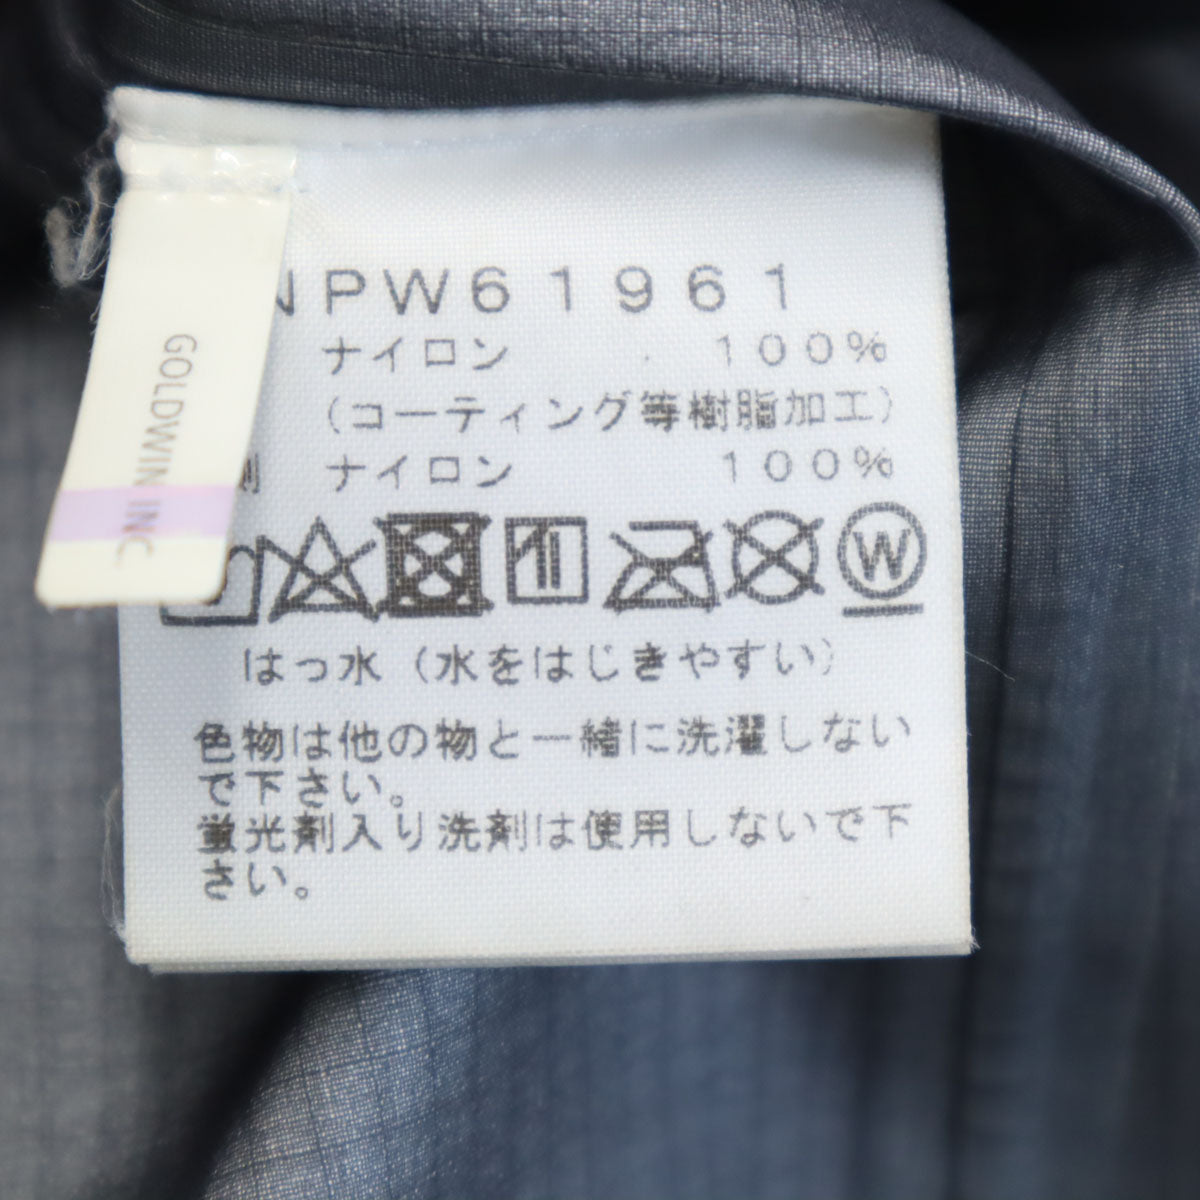 NPW61961
ナイロン 100%
(コーティング等樹脂加工)
ナイロン 100%
W
はっ水(水をはじきやすい)
色物は他の物と一緒に洗濯しない
で下さい。
蛍光剤入り洗剤は使用しないで下
さい。
GOLDWIN INC.